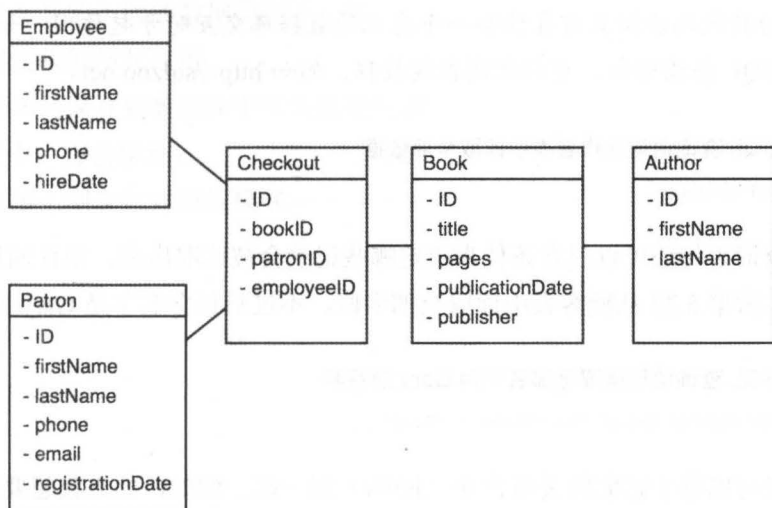 Employee
- ID
- firstName
- lastName
- phone
- hireDate
Checkout
- ID
- bookID
- patronID
- employeeID
Book
- ID
- title
- pages
- publicationDate
- publisher
Author
- ID
- firstName
- lastName
Patron
- ID
- firstName
- lastName
- phone
- email
- registrationDate